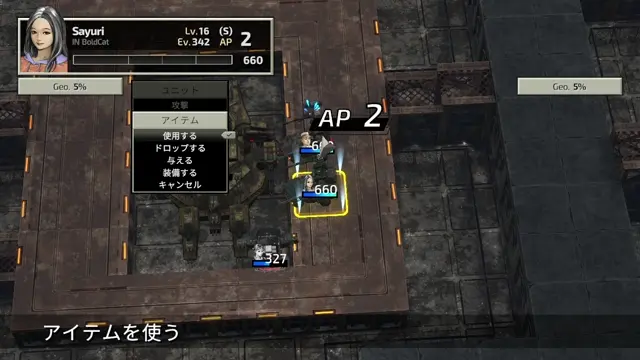 Sayuri
Lv.16 (S)
IN BoldCat
Ev.342 AP 2
660
Geo. 5%
Geo. 5%
ユニット
攻撃
アイテム
使用する
ドロップする
与える
装備する
キャンセル
AP 2
660
327
アイテムを使う